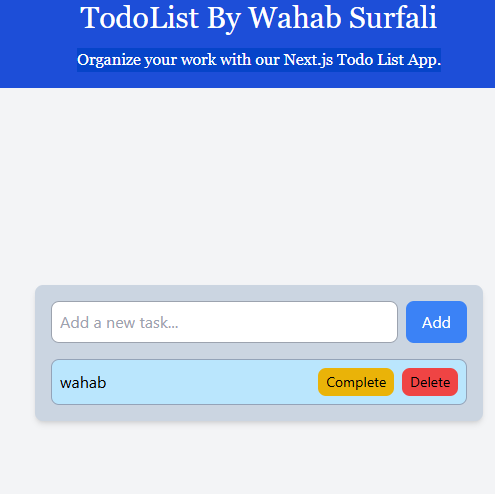 TodoList By Wahab Surfali
Organize your work with our Next.js Todo List App.
Add a new task...
Add
wahab
Complete
Delete